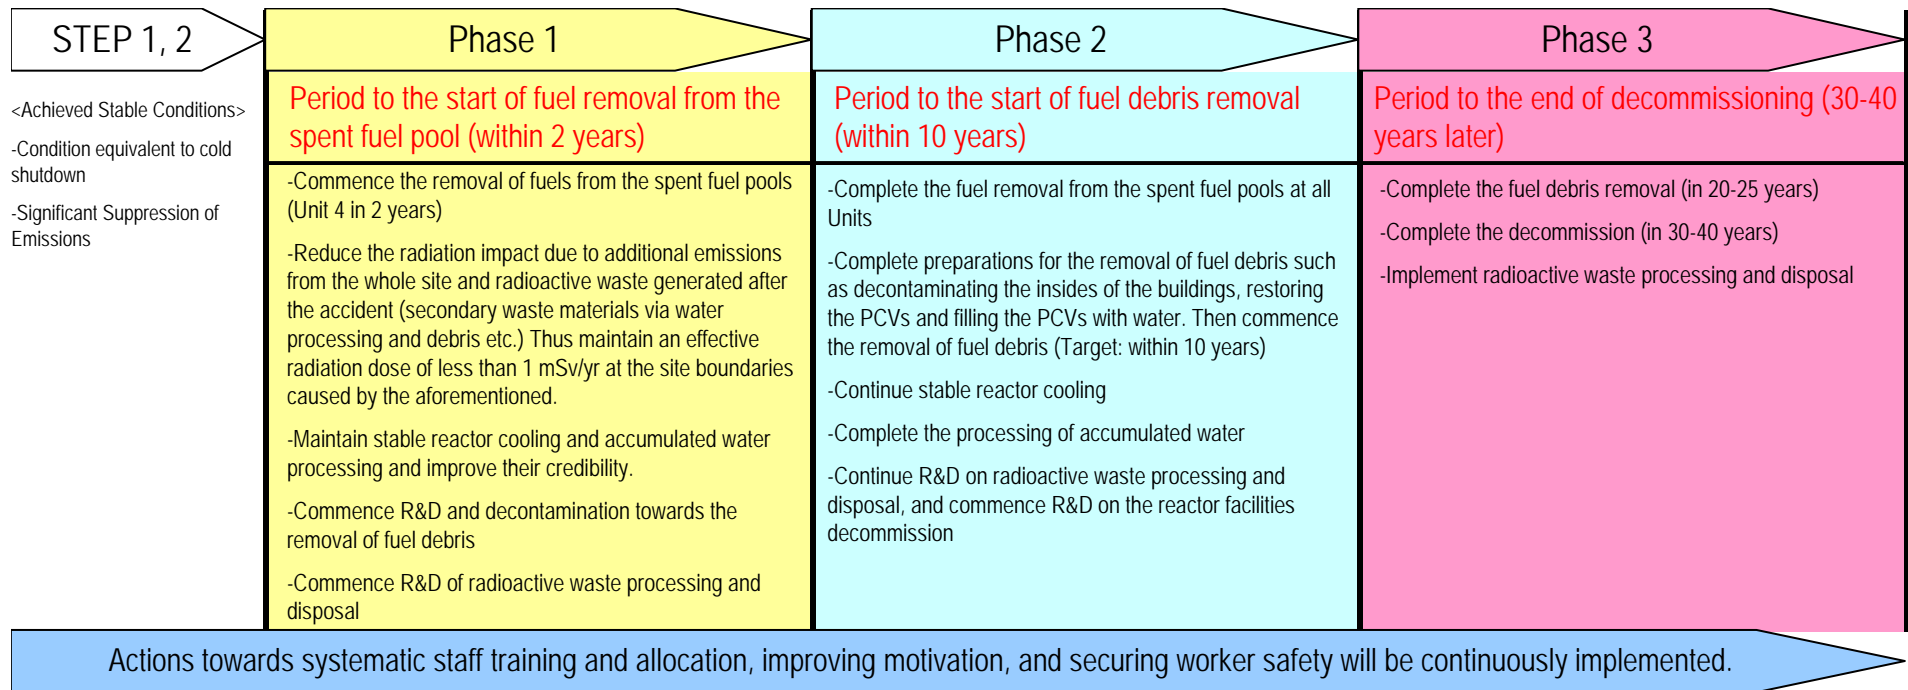 STEP 1, 2
<Achieved Stable Conditions>
-Condition equivalent to cold
shutdown
-Significant Suppression of
Emissions
Phase 1
Period to the start of fuel removal from the
spent fuel pool (within 2 years)
-Commence the removal of fuels from the spent fuel pools
(Unit 4 in 2 years)
-Reduce the radiation impact due to additional emissions
from the whole site and radioactive waste generated after
the accident (secondary waste materials via water
processing and debris etc.) Thus maintain an effective
radiation dose of less than 1 mSv/yr at the site boundaries
caused by the aforementioned.
-Maintain stable reactor cooling and accumulated water
processing and improve their credibility.
-Commence R&D and decontamination towards the
removal of fuel debris
-Commence R&D of radioactive waste processing and
disposal
Phase 2
Period to the start of fuel debris removal
(within 10 years)
-Complete the fuel removal from the spent fuel pools at all
Units
-Complete preparations for the removal of fuel debris such
as decontaminating the insides of the buildings, restoring
the PCVs and filling the PCVs with water. Then commence
the removal of fuel debris (Target: within 10 years)
-Continue stable reactor cooling
-Complete the processing of accumulated water
-Continue R&D on radioactive waste processing and
disposal, and commence R&D on the reactor facilities
decommission
Phase 3
Period to the end of decommissioning (30-40
years later)
-Complete the fuel debris removal (in 20-25 years)
-Complete the decommission (in 30-40 years)
-Implement radioactive waste processing and disposal
Actions towards systematic staff training and allocation, improving motivation, and securing worker safety will be continuously implemented.